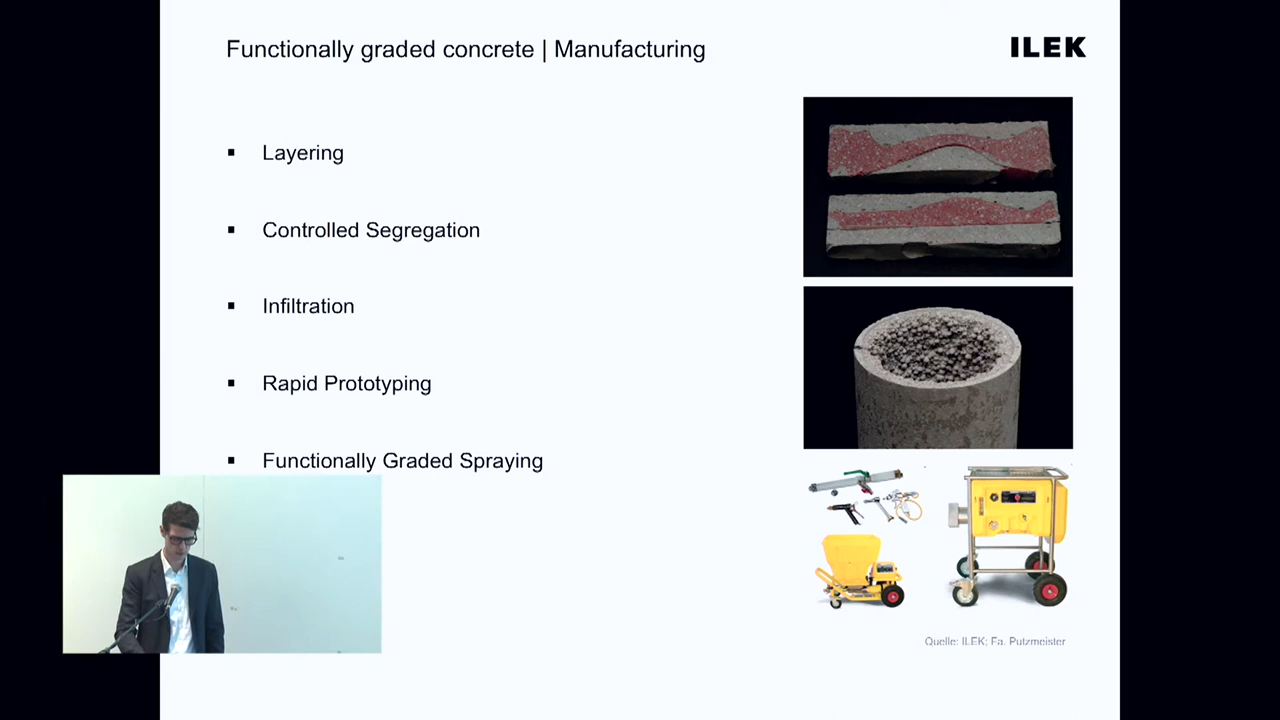 Functionally graded concrete | Manufacturing
ILEK
▪ Layering
▪ Controlled Segregation
▪ Infiltration
▪ Rapid Prototyping
▪ Functionally Graded Spraying
Quelle: ILEK; Fa. Putzmeister